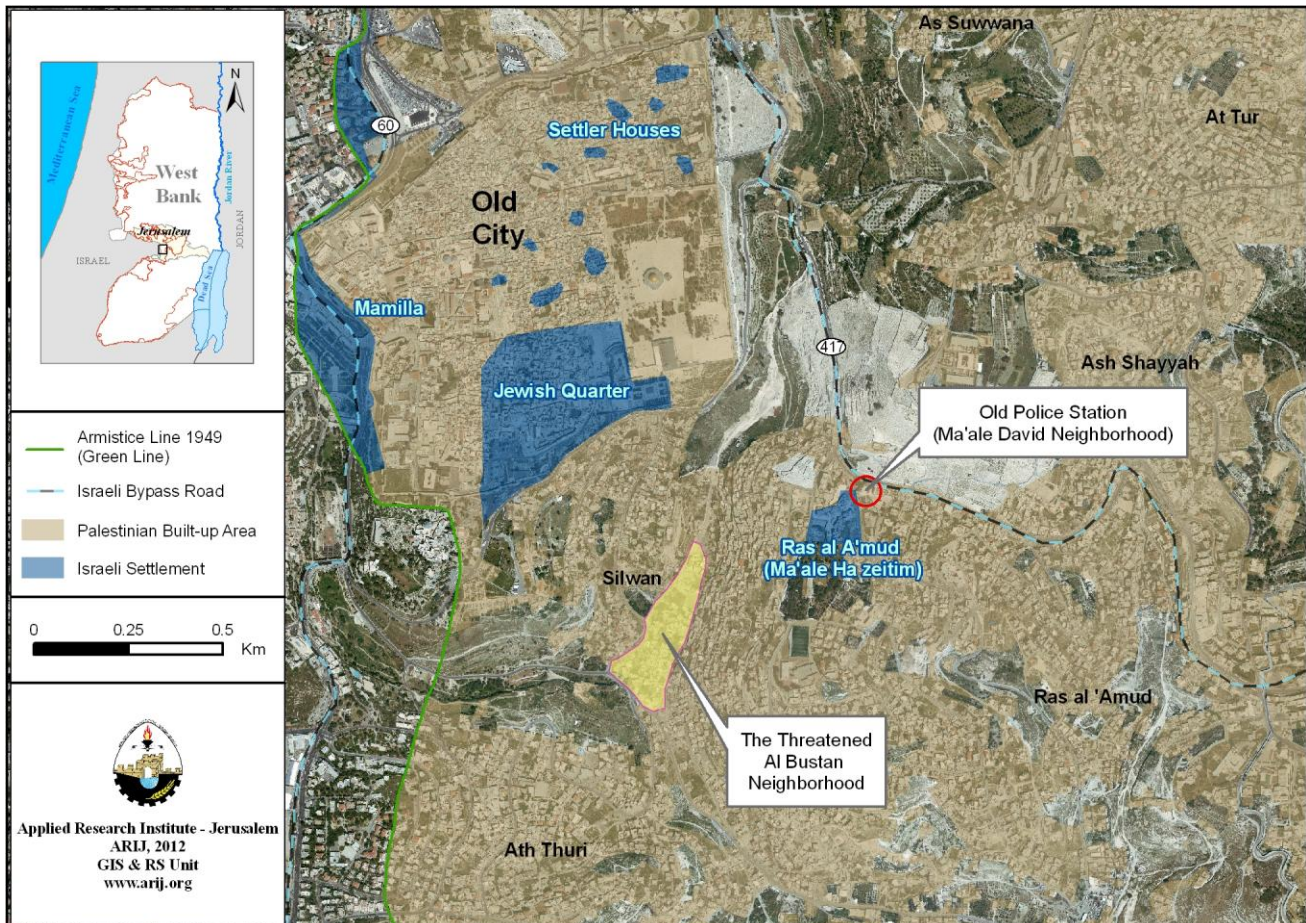 N
Mediterranean Sea
West
Bank
Jordan River
JORDAN
Jerusalem
ISRAEL
Dead Sea
Armistice Line 1949
(Green Line)
Israeli Bypass Road
Palestinian Built-up Area
Israeli Settlement
0 0.25 0.5
Km
Applied Research Institute - Jerusalem
ARIJ, 2012
GIS & RS Unit
www.arij.org
As Suwwana
60
Settler Houses
At Tur
Old
City
Mamilla
417
Ash Shayyah
Jewish Quarter
Old Police Station
(Ma'ale David Neighborhood)
Ras al A'mud
(Ma'ale Ha zeitim)
Silwan
Ras al 'Amud
The Threatened
Al Bustan
Neighborhood
Ath Thuri